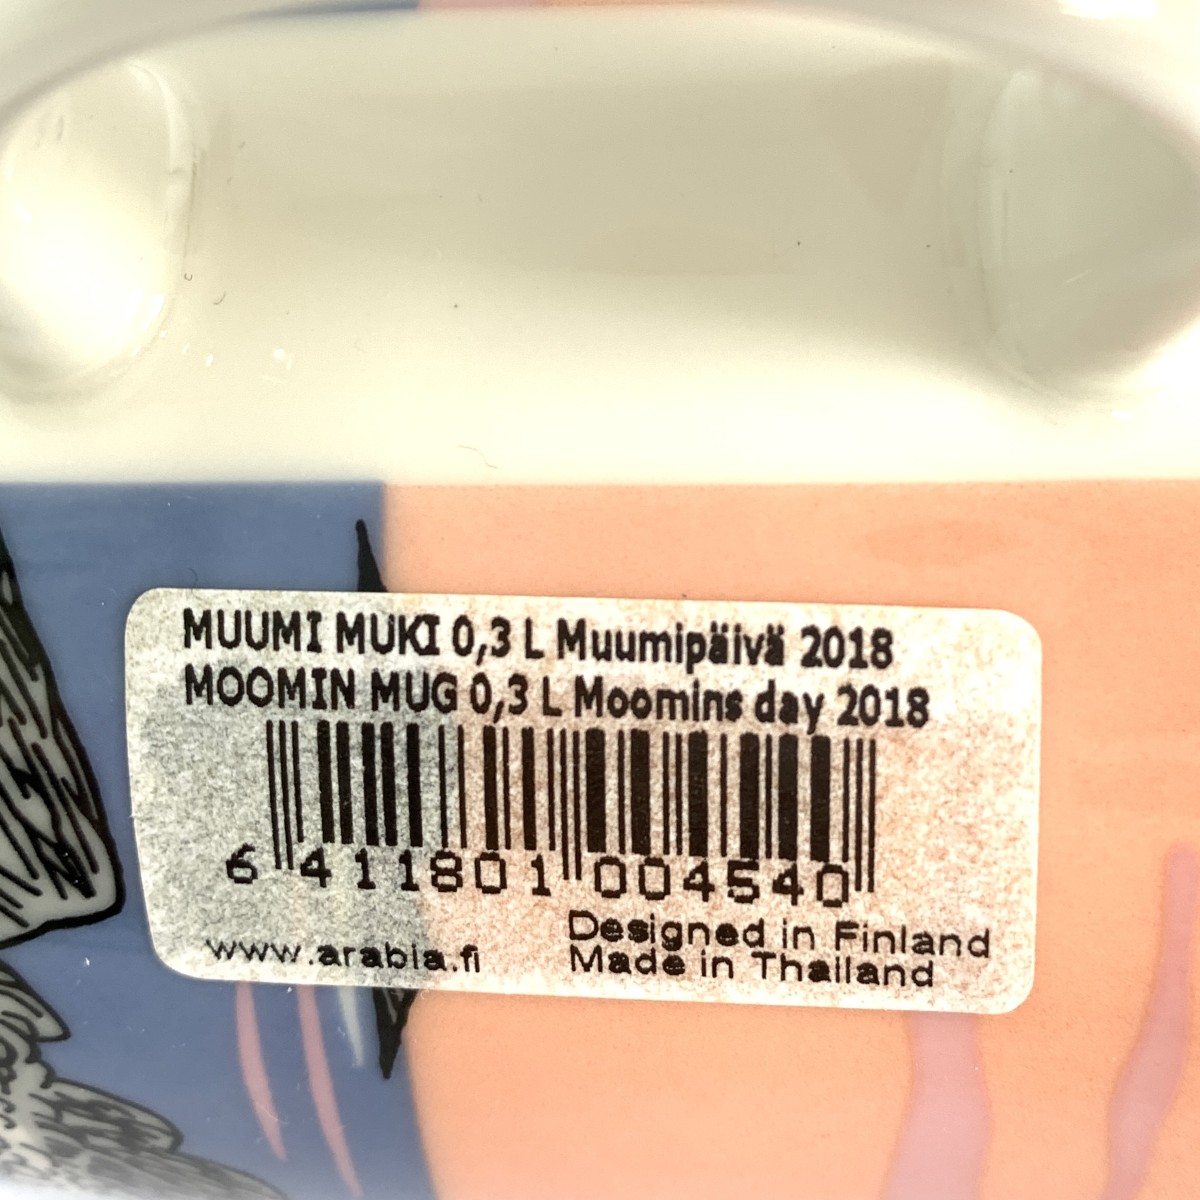 MUUMI MUKI 0,3 L Muumipäivä 2018
MOOMIN MUG 0,3 L Moomins day 2018
6 411801 004540
www.arabia.fi
Designed in Finland
Made in Thailand